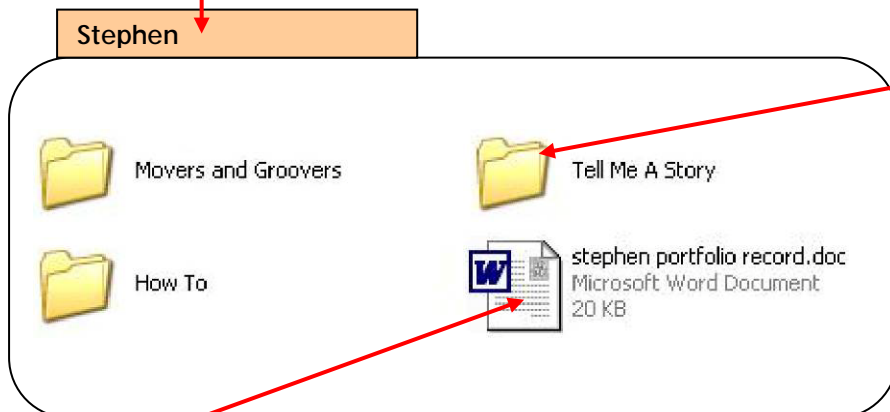 Stephen
Movers and Groovers
Tell Me A Story
How To
stephen portfolio record.doc
Microsoft Word Document
20 KB